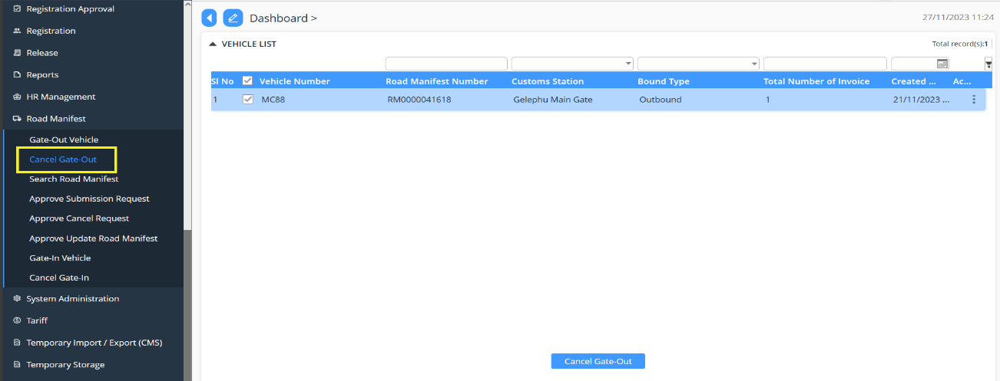 Registration Approval
Registration
Release
Reports
HR Management
Road Manifest
Gate-Out Vehicle
Cancel Gate-Out
Search Road Manifest
Approve Submission Request
Approve Cancel Request
Approve Update Road Manifest
Gate-In Vehicle
Cancel Gate-In
System Administration
Tariff
Temporary Import / Export (CMS)
Temporary Storage
Dashboard >
27/11/2023 11:24
VEHICLE LIST
Total record(s):1
Sl No Vehicle Number Road Manifest Number Customs Station Bound Type Total Number of Invoice Created ... Ac...
1 MC88 RM0000041618 Gelephu Main Gate Outbound 1 21/11/2023 ...
Cancel Gate-Out